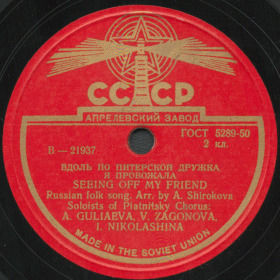 СССР
АПРЕЛЕВСКИЙ ЗАВОД
ГОСТ 5289-50
В — 21937
2 кл.
ВДОЛЬ ПО ПИТЕРСКОЙ ДРУЖКА,
Я ПРОВОЖАЛА
SEEING OFF MY FRIEND
Russian folk song. Arr. by A. Shirokova
Soloists of Piatnitsky Chorus:
A. GULIAEVA, V. ZAGONOVA,
I. NIKOLASHINA
MADE IN THE SOVIET UNION